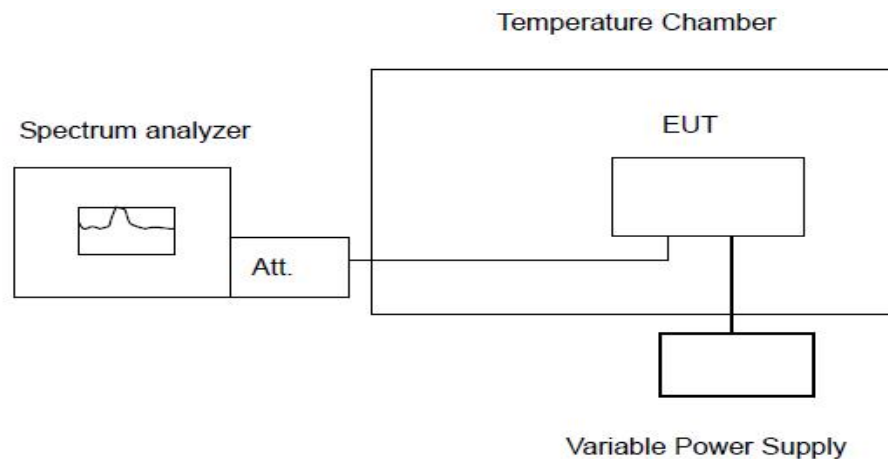 Temperature Chamber
Spectrum analyzer
EUT
Att.
Variable Power Supply